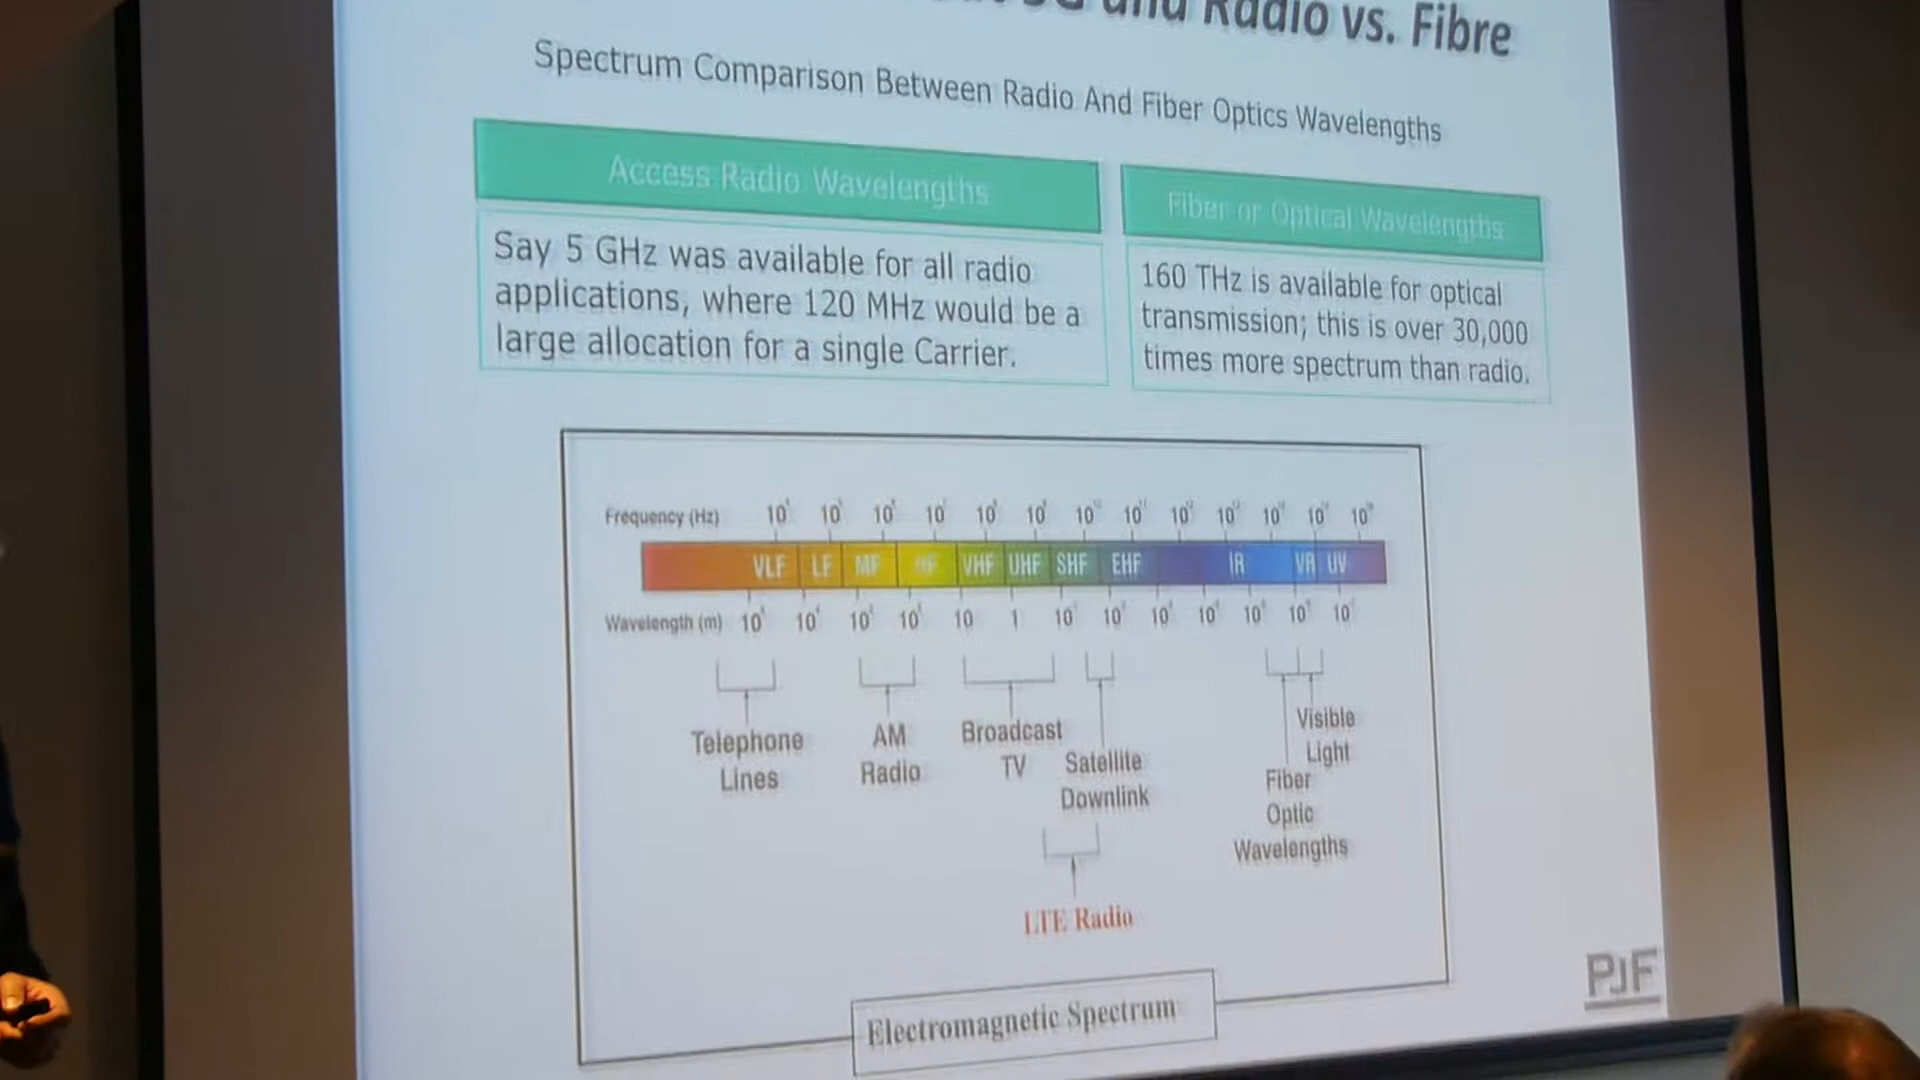 and Radio vs. Fibre
Spectrum Comparison Between Radio And Fiber Optics Wavelengths
Access Radio Wavelengths
Say 5 GHz was available for all radio
applications, where 120 MHz would be a
large allocation for a single Carrier.
Fiber or Optical Wavelengths
160 THz is available for optical
transmission; this is over 30,000
times more spectrum than radio.
Frequency (Hz)
VLF LF MF HF VHF UHF SHF EHF IR VR UV
Wavelength (m) 10 1
Telephone
Lines
AM
Radio
Broadcast
TV
Satellite
Downlink
Visible
Light
Fiber
Optic
Wavelengths
LTE Radio
Electromagnetic Spectrum
PJF